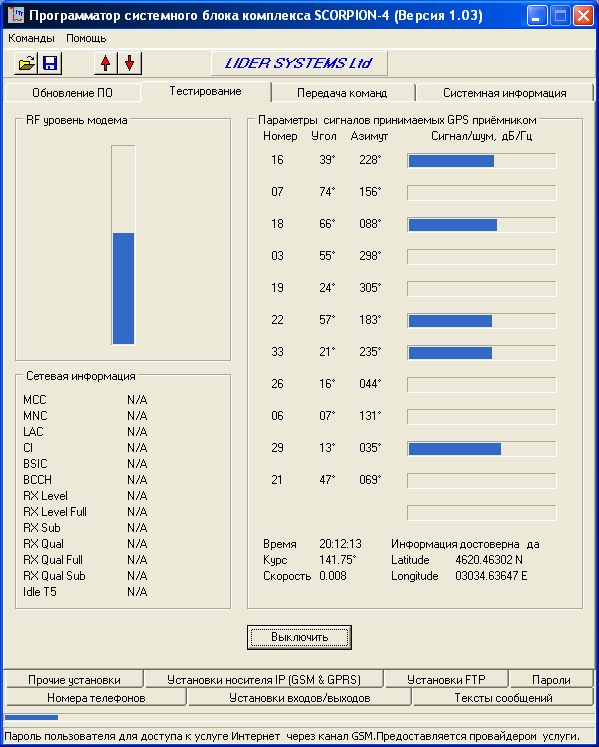 Программатор системного блока комплекса SCORPION-4 (Версия 1.03)
Команды Помощь
LIDER SYSTEMS Ltd
Обновление ПО Тестирование Передача команд Системная информация
RF уровень модема
Параметры сигналов принимаемых GPS приёмником
Номер Угол Азимут Сигнал/шум, дБ/Гц
16 39° 228°
07 74° 156°
18 66° 088°
03 55° 298°
19 24° 305°
22 57° 183°
33 21° 235°
26 16° 044°
06 07° 131°
29 13° 035°
21 47° 069°
Сетевая информация
MCC N/A
MNC N/A
LAC N/A
CI N/A
BSIC N/A
BCCH N/A
RX Level N/A
RX Level Full N/A
RX Sub N/A
RX Qual N/A
RX Qual Full N/A
RX Qual Sub N/A
Idle T5 N/A
Время 20:12:13 Информация достоверна да
Курс 141.75° Latitude 4620.46302 N
Скорость 0.008 Longitude 03034.63647 E
Выключить
Прочие установки Установки носителя IP (GSM & GPRS) Установки FTP Пароли
Номера телефонов Установки входов/выходов Тексты сообщений
Пароль пользователя для доступа к услуге Интернет через канал GSM.Предоставляется провайдером услуги.